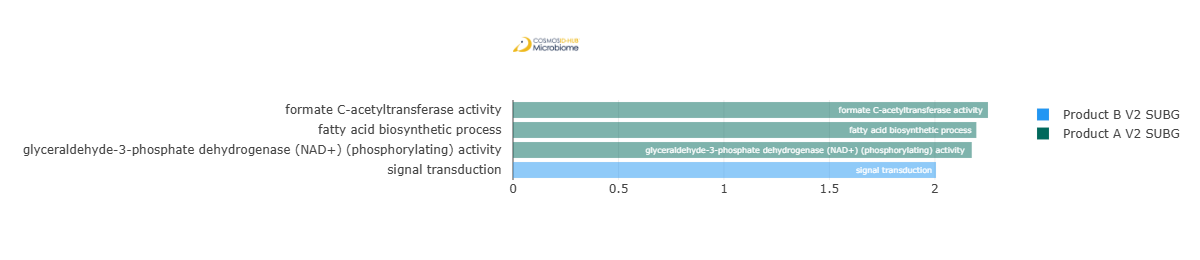 COSMOSID-HUB
Microbiome
formate C-acetyltransferase activity
formate C-acetyltransferase activity
fatty acid biosynthetic process
fatty acid biosynthetic process
glyceraldehyde-3-phosphate dehydrogenase (NAD+) (phosphorylating) activity
glyceraldehyde-3-phosphate dehydrogenase (NAD+) (phosphorylating) activity
signal transduction
signal transduction
0 0.5 1 1.5 2
Product B V2 SUBG
Product A V2 SUBG